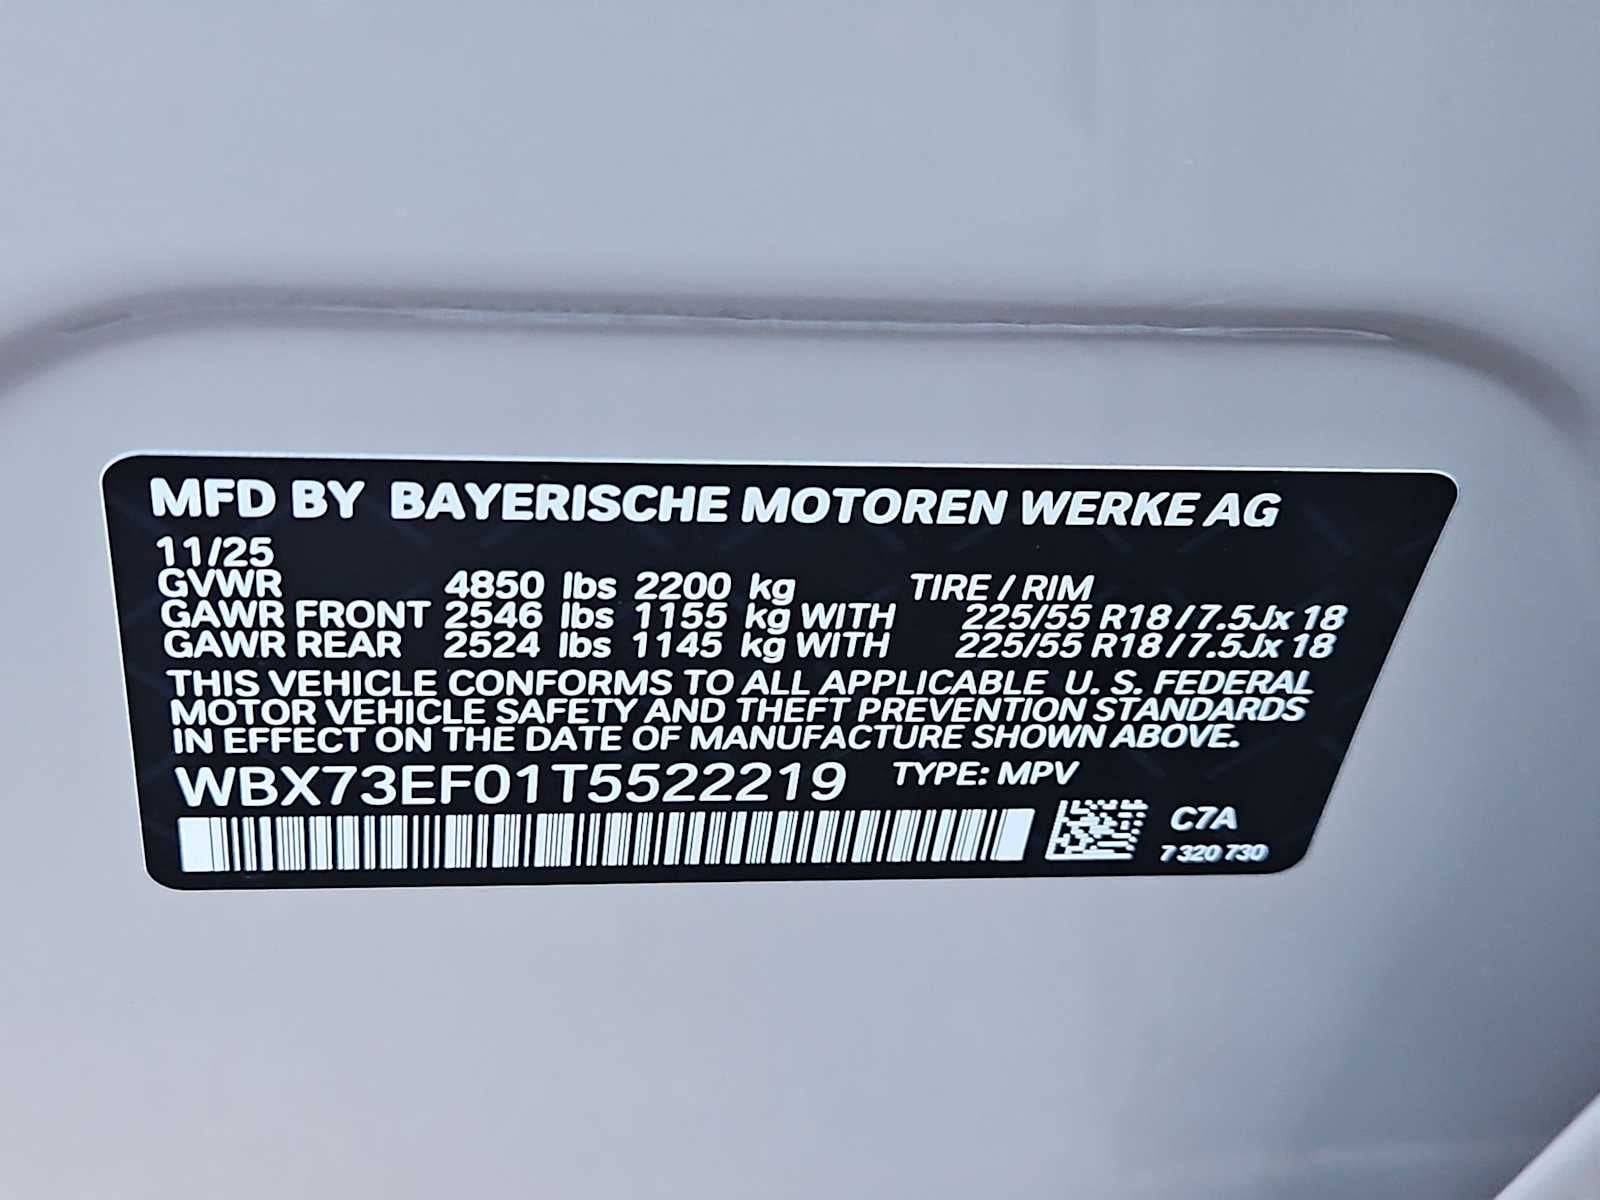 MFD BY BAYERISCHE MOTOREN WERKE AG
11/25
GVWR 4850 lbs 2200 kg TIRE / RIM
GAWR FRONT 2546 lbs 1155 kg WITH 225/55 R18 / 7.5Jx 18
GAWR REAR 2524 lbs 1145 kg WITH 225/55 R18 / 7.5Jx 18
THIS VEHICLE CONFORMS TO ALL APPLICABLE U. S. FEDERAL
MOTOR VEHICLE SAFETY AND THEFT PREVENTION STANDARDS
IN EFFECT ON THE DATE OF MANUFACTURE SHOWN ABOVE.
WBX73EF01T5522219 TYPE: MPV
C7A
7 320 730